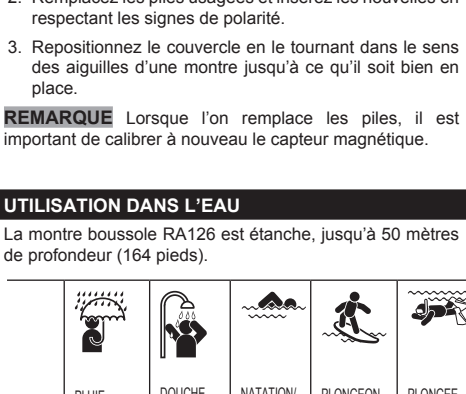 2. Remplacez les piles usagées et insérez les nouvelles en
respectant les signes de polarité.
3. Repositionnez le couvercle en le tournant dans le sens
des aiguilles d'une montre jusqu'à ce qu'il soit bien en
place.
REMARQUE Lorsque l'on remplace les piles, il est
important de calibrer à nouveau le capteur magnétique.
UTILISATION DANS L'EAU
La montre boussole RA126 est étanche, jusqu'à 50 mètres
de profondeur (164 pieds).
PLUIE DOUCHE NATATION/ PLONGEON PLONGEE